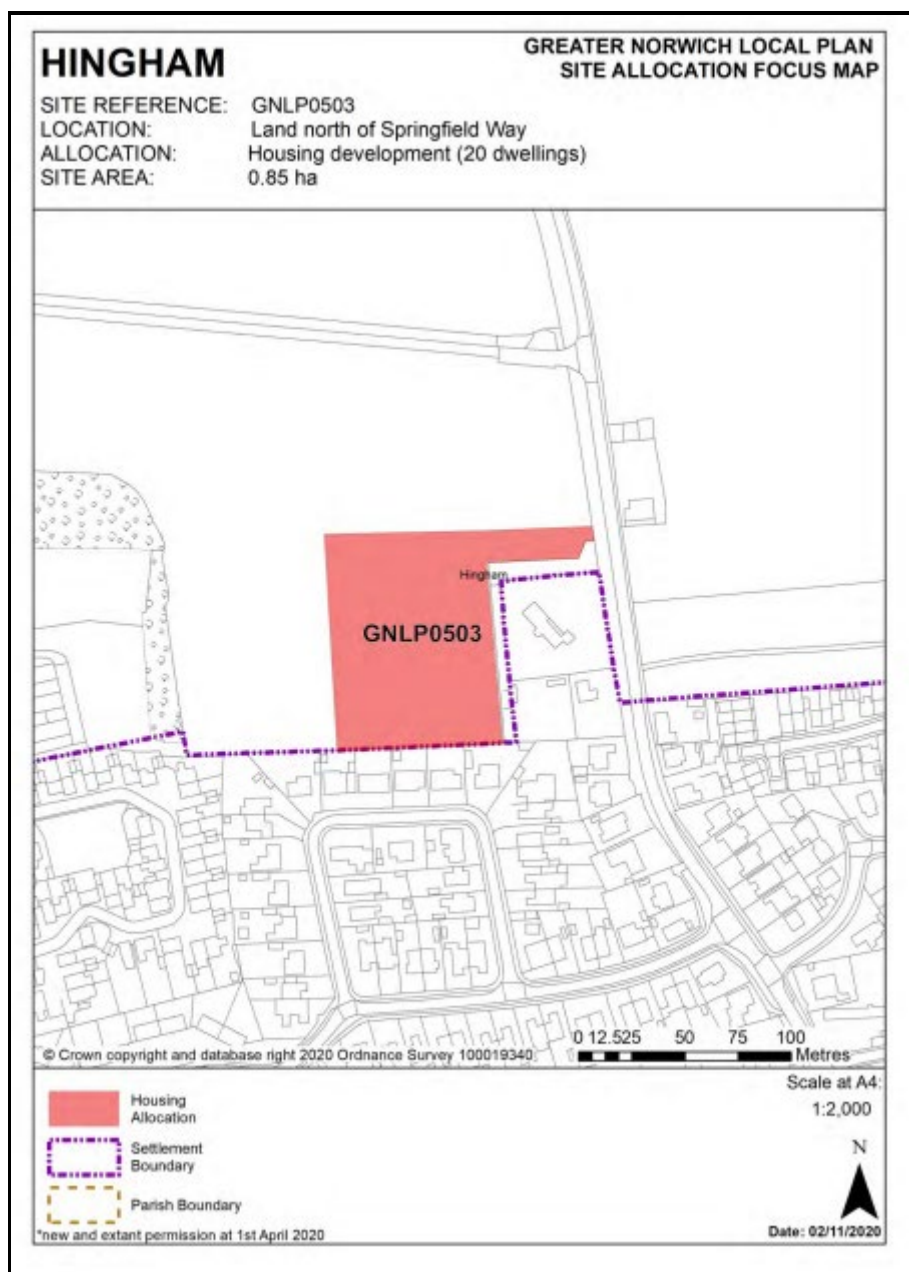 HINGHAM
GREATER NORWICH LOCAL PLAN
SITE ALLOCATION FOCUS MAP
SITE REFERENCE: GNLP0503
LOCATION: Land north of Springfield Way
ALLOCATION: Housing development (20 dwellings)
SITE AREA: 0.85 ha
Hingham
GNLP0503
© Crown copyright and database right 2020 Ordnance Survey 100019340
0 12.525 50 75 100
Metres
Housing
Allocation
Settlement
Boundary
Parish Boundary
*new and extant permission at 1st April 2020
Scale at A4:
1:2,000
N
Date: 02/11/2020